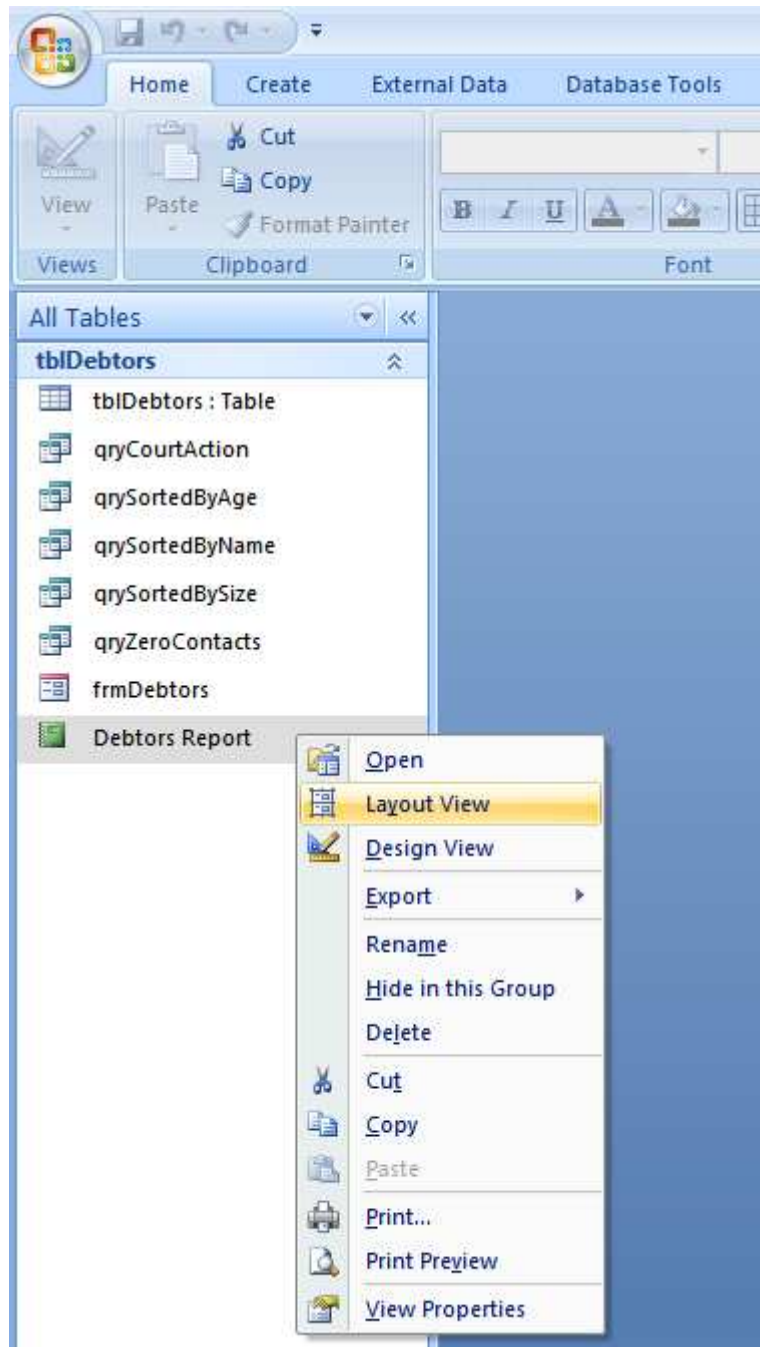 Home Create External Data Database Tools
Cut
Copy
View Paste Format Painter
B I U A
Views Clipboard Font
All Tables
tblDebtors
tblDebtors : Table
qryCourtAction
qrySortedByAge
qrySortedByName
qrySortedBySize
qryZeroContacts
frmDebtors
Debtors Report
Open
Layout View
Design View
Export
Rename
Hide in this Group
Delete
Cut
Copy
Paste
Print...
Print Preview
View Properties